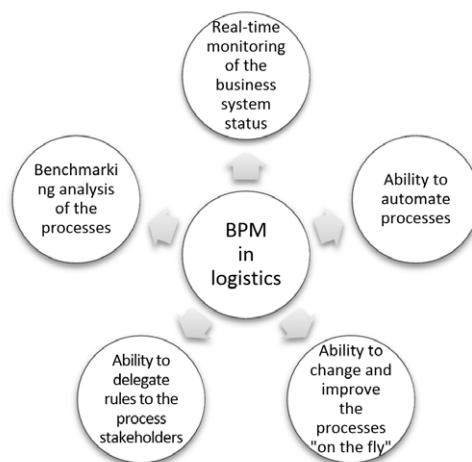 Real-time
monitoring
of the
business
system
status
Benchmarki
ng analysis
of the
processes
Ability to
automate
processes
BPM
in
logistics
Ability to
delegate
rules to the
process
stakeholders
Ability to
change and
improve
the
processes
"on the fly"